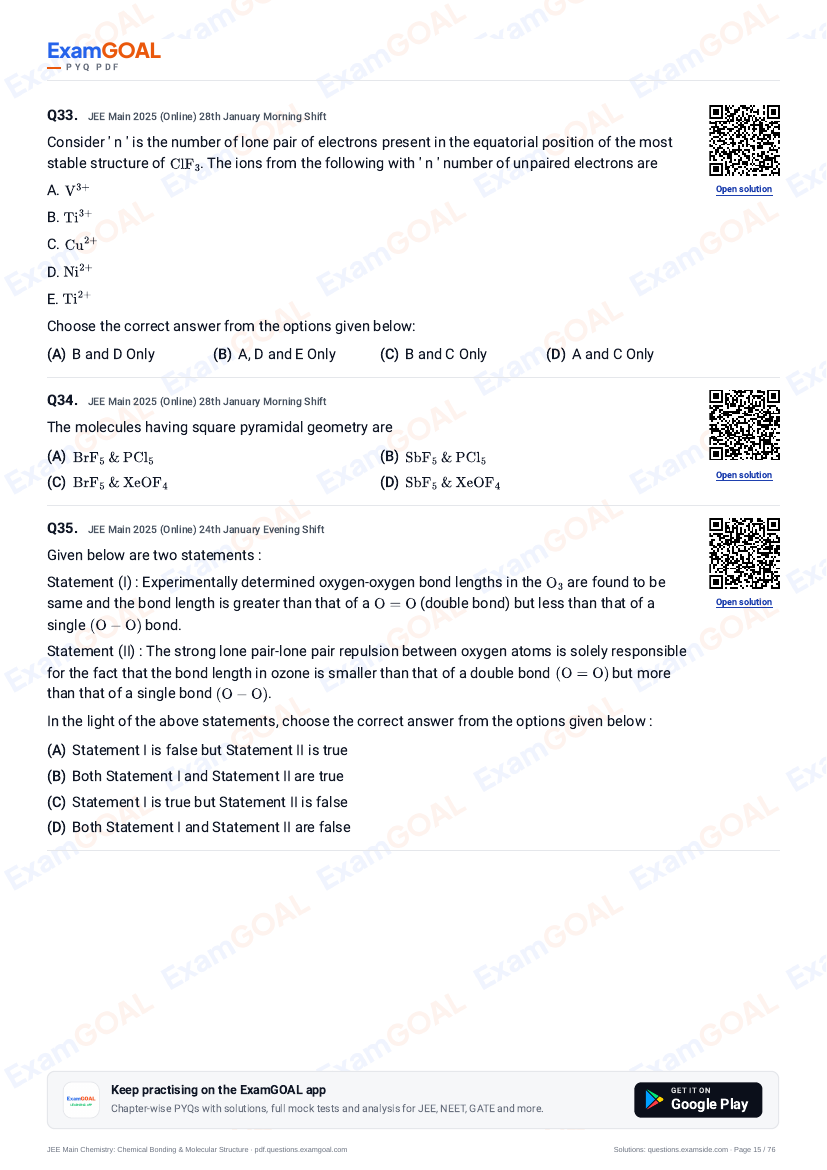 ExamGOAL
PYQ PDF
Q33. JEE Main 2025 (Online) 28th January Morning Shift
Consider ' n ' is the number of lone pair of electrons present in the equatorial position of the most
stable structure of ClF₃. The ions from the following with ' n ' number of unpaired electrons are
Open solution
A. V³⁺
B. Ti³⁺
C. Cu²⁺
D. Ni²⁺
E. Ti²⁺
Choose the correct answer from the options given below:
(A) B and D Only (B) A, D and E Only (C) B and C Only (D) A and C Only
Q34. JEE Main 2025 (Online) 28th January Morning Shift
The molecules having square pyramidal geometry are
(A) BrF₅ & PCl₅ (B) SbF₅ & PCl₅
(C) BrF₅ & XeOF₄ (D) SbF₅ & XeOF₄
Open solution
Q35. JEE Main 2025 (Online) 24th January Evening Shift
Given below are two statements :
Statement (I) : Experimentally determined oxygen-oxygen bond lengths in the O₃ are found to be
same and the bond length is greater than that of a O = O (double bond) but less than that of a
single (O − O) bond.
Open solution
Statement (II) : The strong lone pair-lone pair repulsion between oxygen atoms is solely responsible
for the fact that the bond length in ozone is smaller than that of a double bond (O = O) but more
than that of a single bond (O − O).
In the light of the above statements, choose the correct answer from the options given below :
(A) Statement I is false but Statement II is true
(B) Both Statement I and Statement II are true
(C) Statement I is true but Statement II is false
(D) Both Statement I and Statement II are false
ExamGOAL
Keep practising on the ExamGOAL app
Chapter-wise PYQs with solutions, full mock tests and analysis for JEE, NEET, GATE and more.
GET IT ON
Google Play
JEE Main Chemistry: Chemical Bonding & Molecular Structure · pdf.questions.examgoal.com
Solutions: questions.examside.com · Page 15 / 76